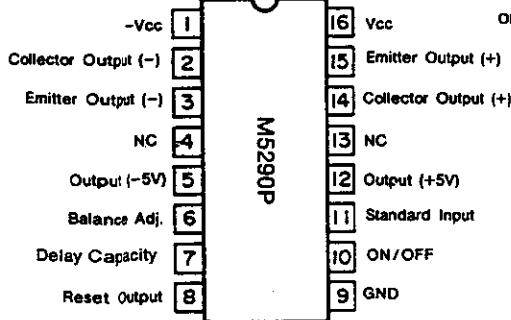 -Vcc 1 16 Vcc
Collector Output (-) 2 15 Emitter Output (+)
Emitter Output (-) 3 14 Collector Output (+)
NC 4 13 NC
Output (-5V) 5 12 Output (+5V)
Balance Adj. 6 11 Standard Input
Delay Capacity 7 10 ON/OFF
Reset Output 8 9 GND
M5290P